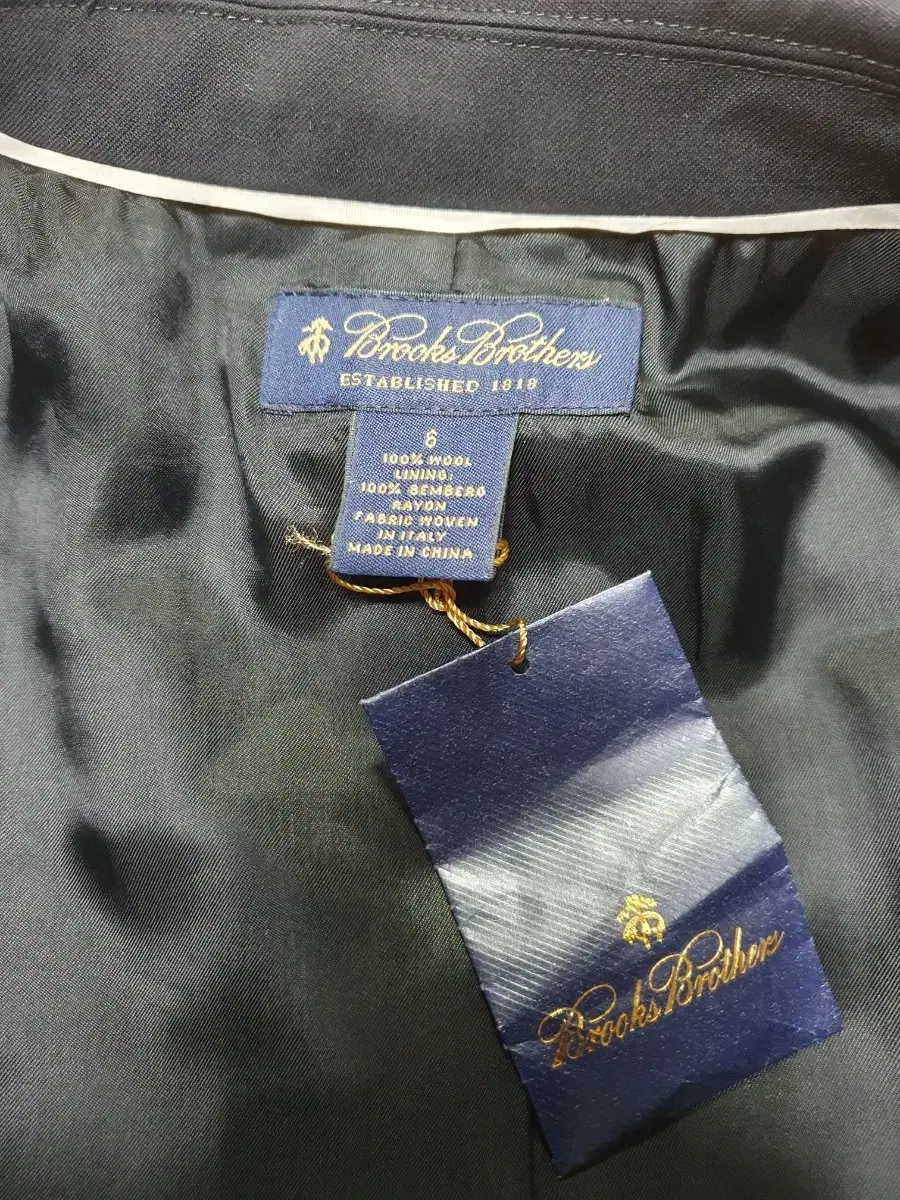 Brooks Brothers
ESTABLISHED 1818
6
100% WOOL
LINING:
100% BEMBERG
RAYON
FABRIC WOVEN
IN ITALY
MADE IN CHINA
Brooks Brothers